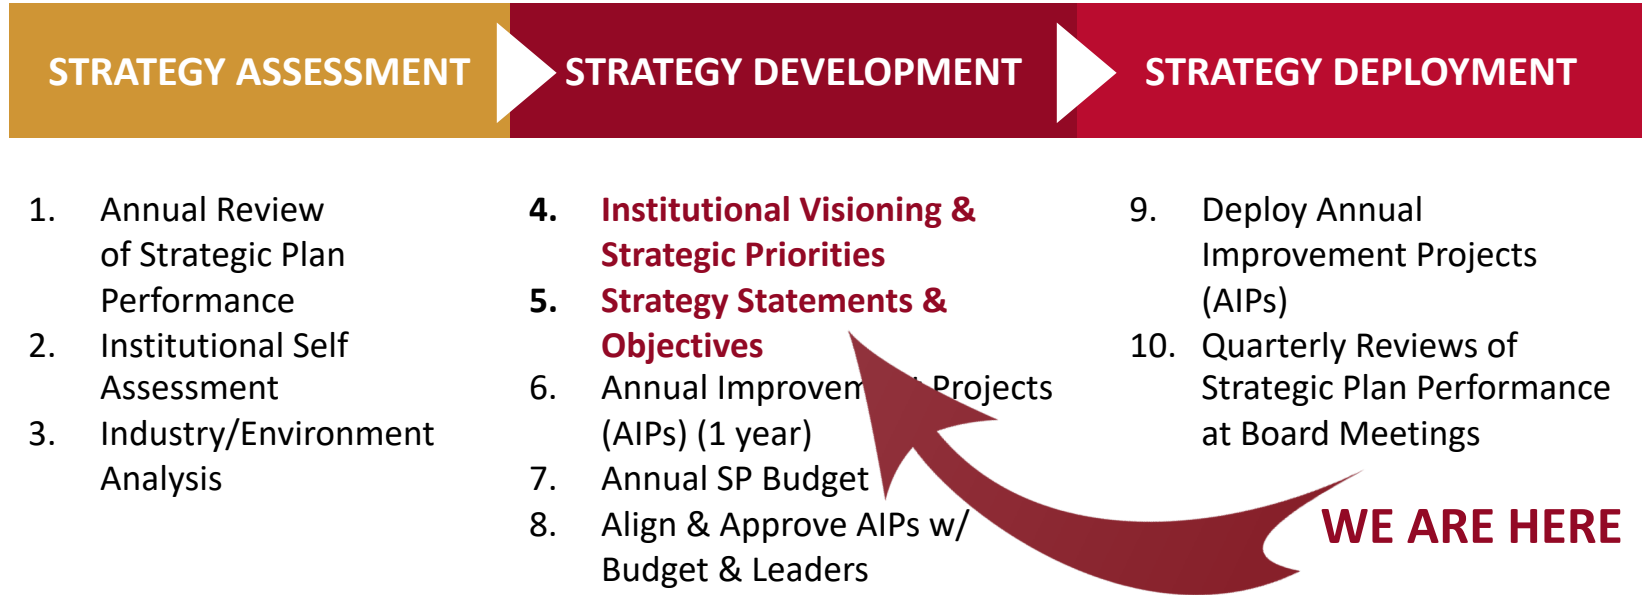 STRATEGY ASSESSMENT
STRATEGY DEVELOPMENT
STRATEGY DEPLOYMENT
1. Annual Review
of Strategic Plan
Performance
2. Institutional Self
Assessment
3. Industry/Environment
Analysis
4. Institutional Visioning &
Strategic Priorities
5. Strategy Statements &
Objectives
6. Annual Improvement Projects
(AIPs) (1 year)
7. Annual SP Budget
8. Align & Approve AIPs w/
Budget & Leaders
9. Deploy Annual
Improvement Projects
(AIPs)
10. Quarterly Reviews of
Strategic Plan Performance
at Board Meetings
WE ARE HERE